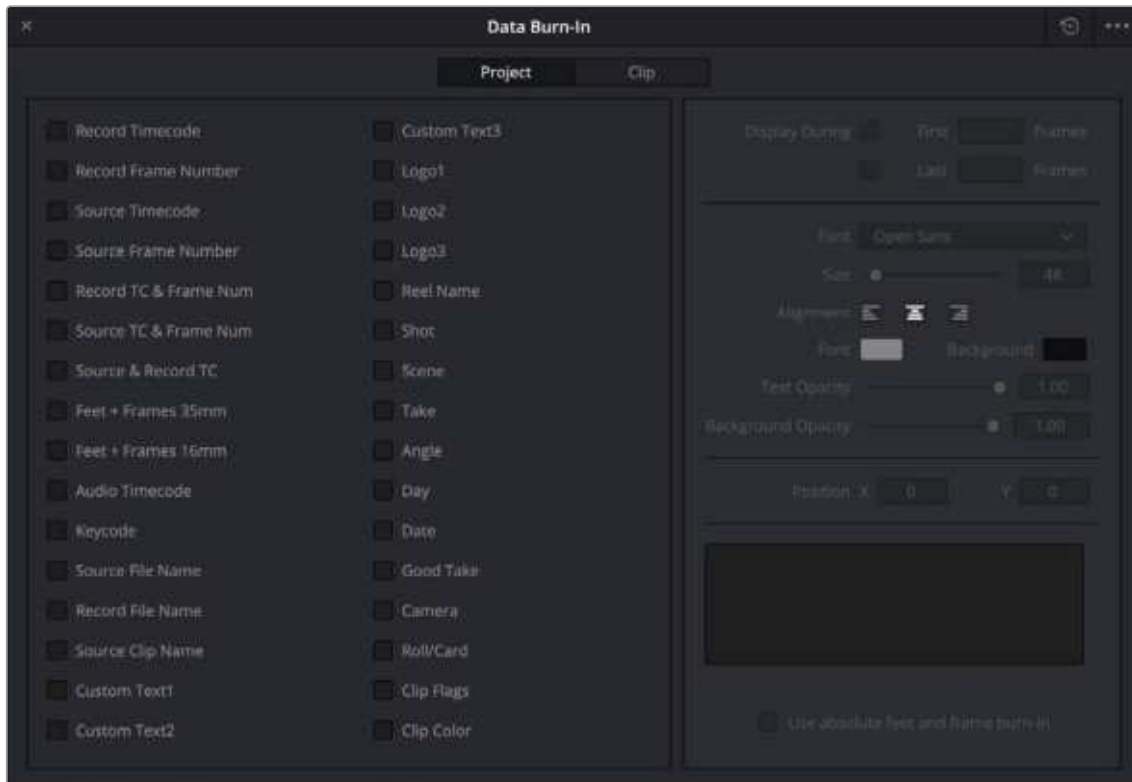 Data Burn-In
Project Clip
Record Timecode
Record Frame Number
Source Timecode
Source Frame Number
Record TC & Frame Num
Source TC & Frame Num
Source & Record TC
Feet + Frames 35mm
Feet + Frames 16mm
Audio Timecode
Keycode
Source File Name
Record File Name
Source Clip Name
Custom Text1
Custom Text2
Custom Text3
Logo1
Logo2
Logo3
Reel Name
Shot
Scene
Take
Angle
Day
Date
Good Take
Camera
Roll/Card
Clip Flags
Clip Color
Display During First Frames
Last Frames
Font Open Sans
Size 48
Alignment
Font Background
Text Opacity 1.00
Background Opacity 1.00
Position X 0 Y 0
Use absolute feet and frame burn-in